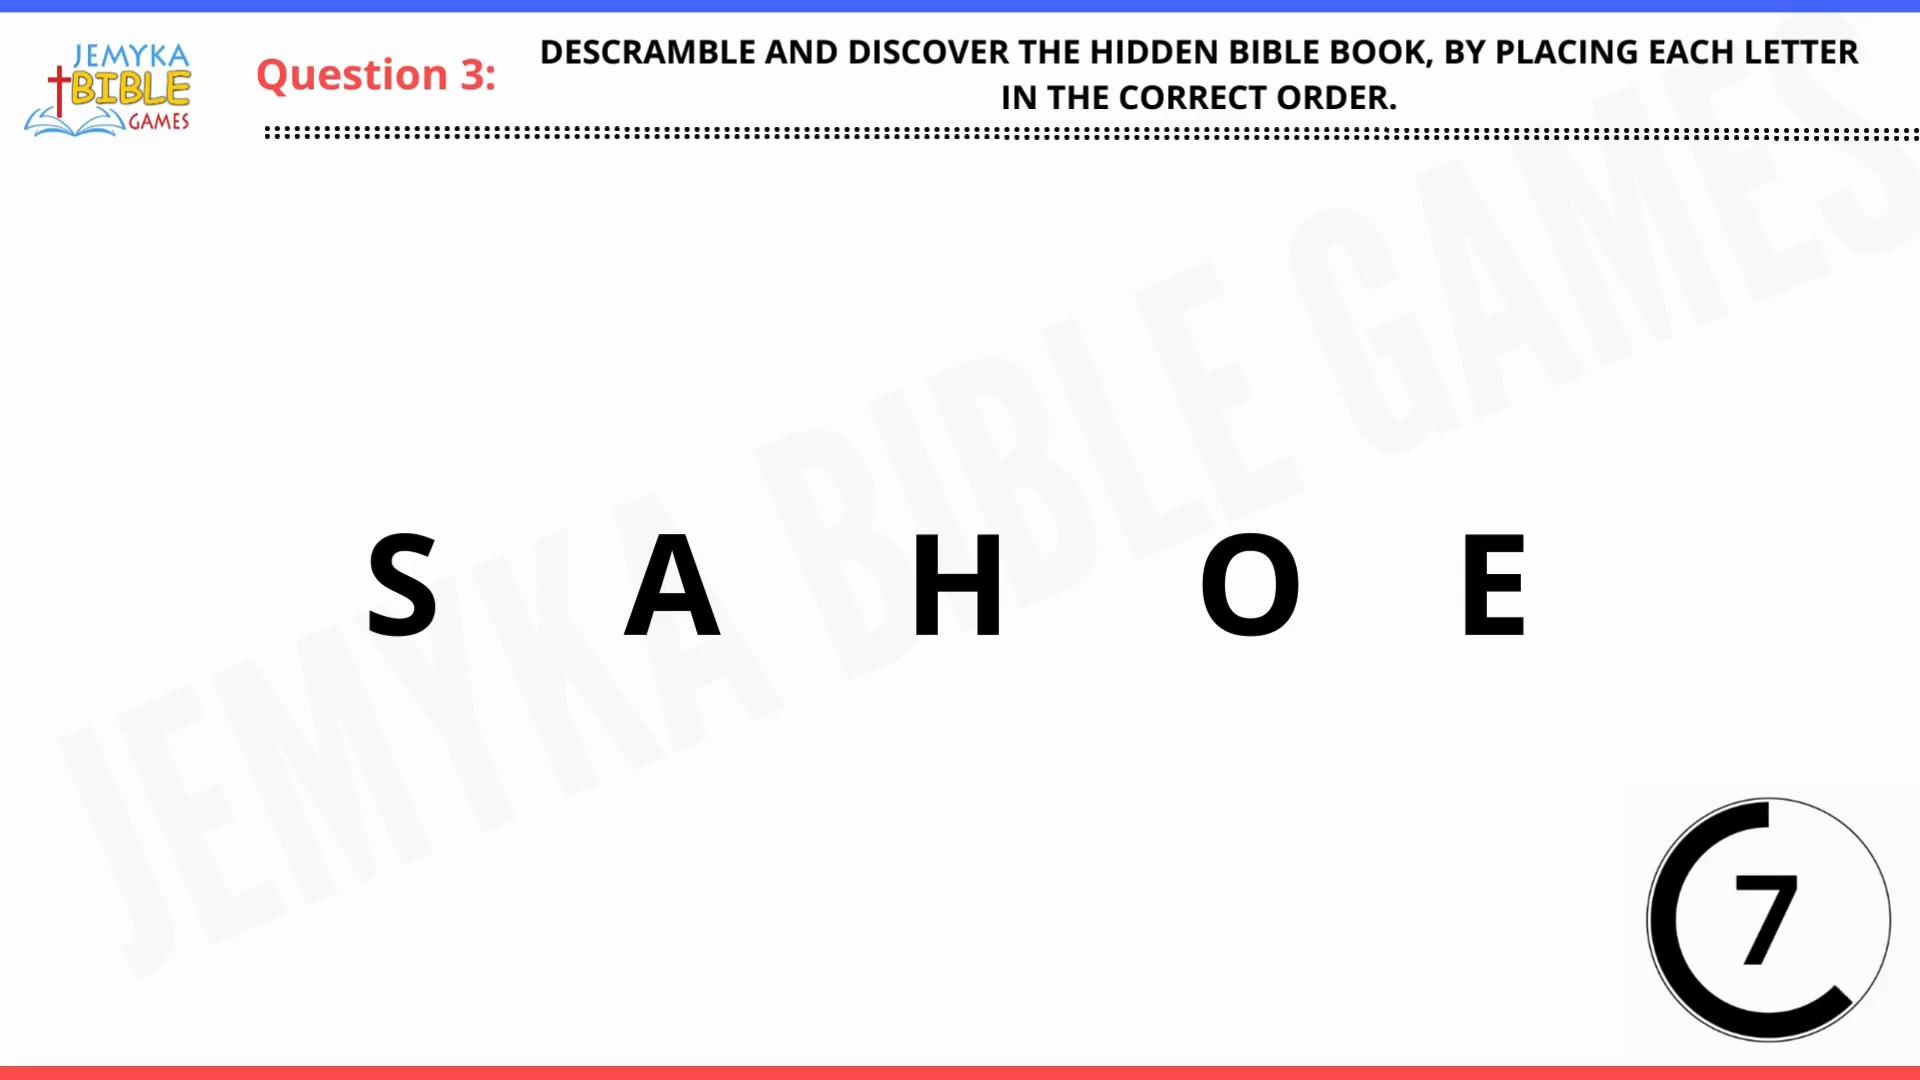 JEMYKA
BIBLE
GAMES
Question 3:
DESCRAMBLE AND DISCOVER THE HIDDEN BIBLE BOOK, BY PLACING EACH LETTER
IN THE CORRECT ORDER.
JEMYKA BIBLE GAMES
S A H O E
7